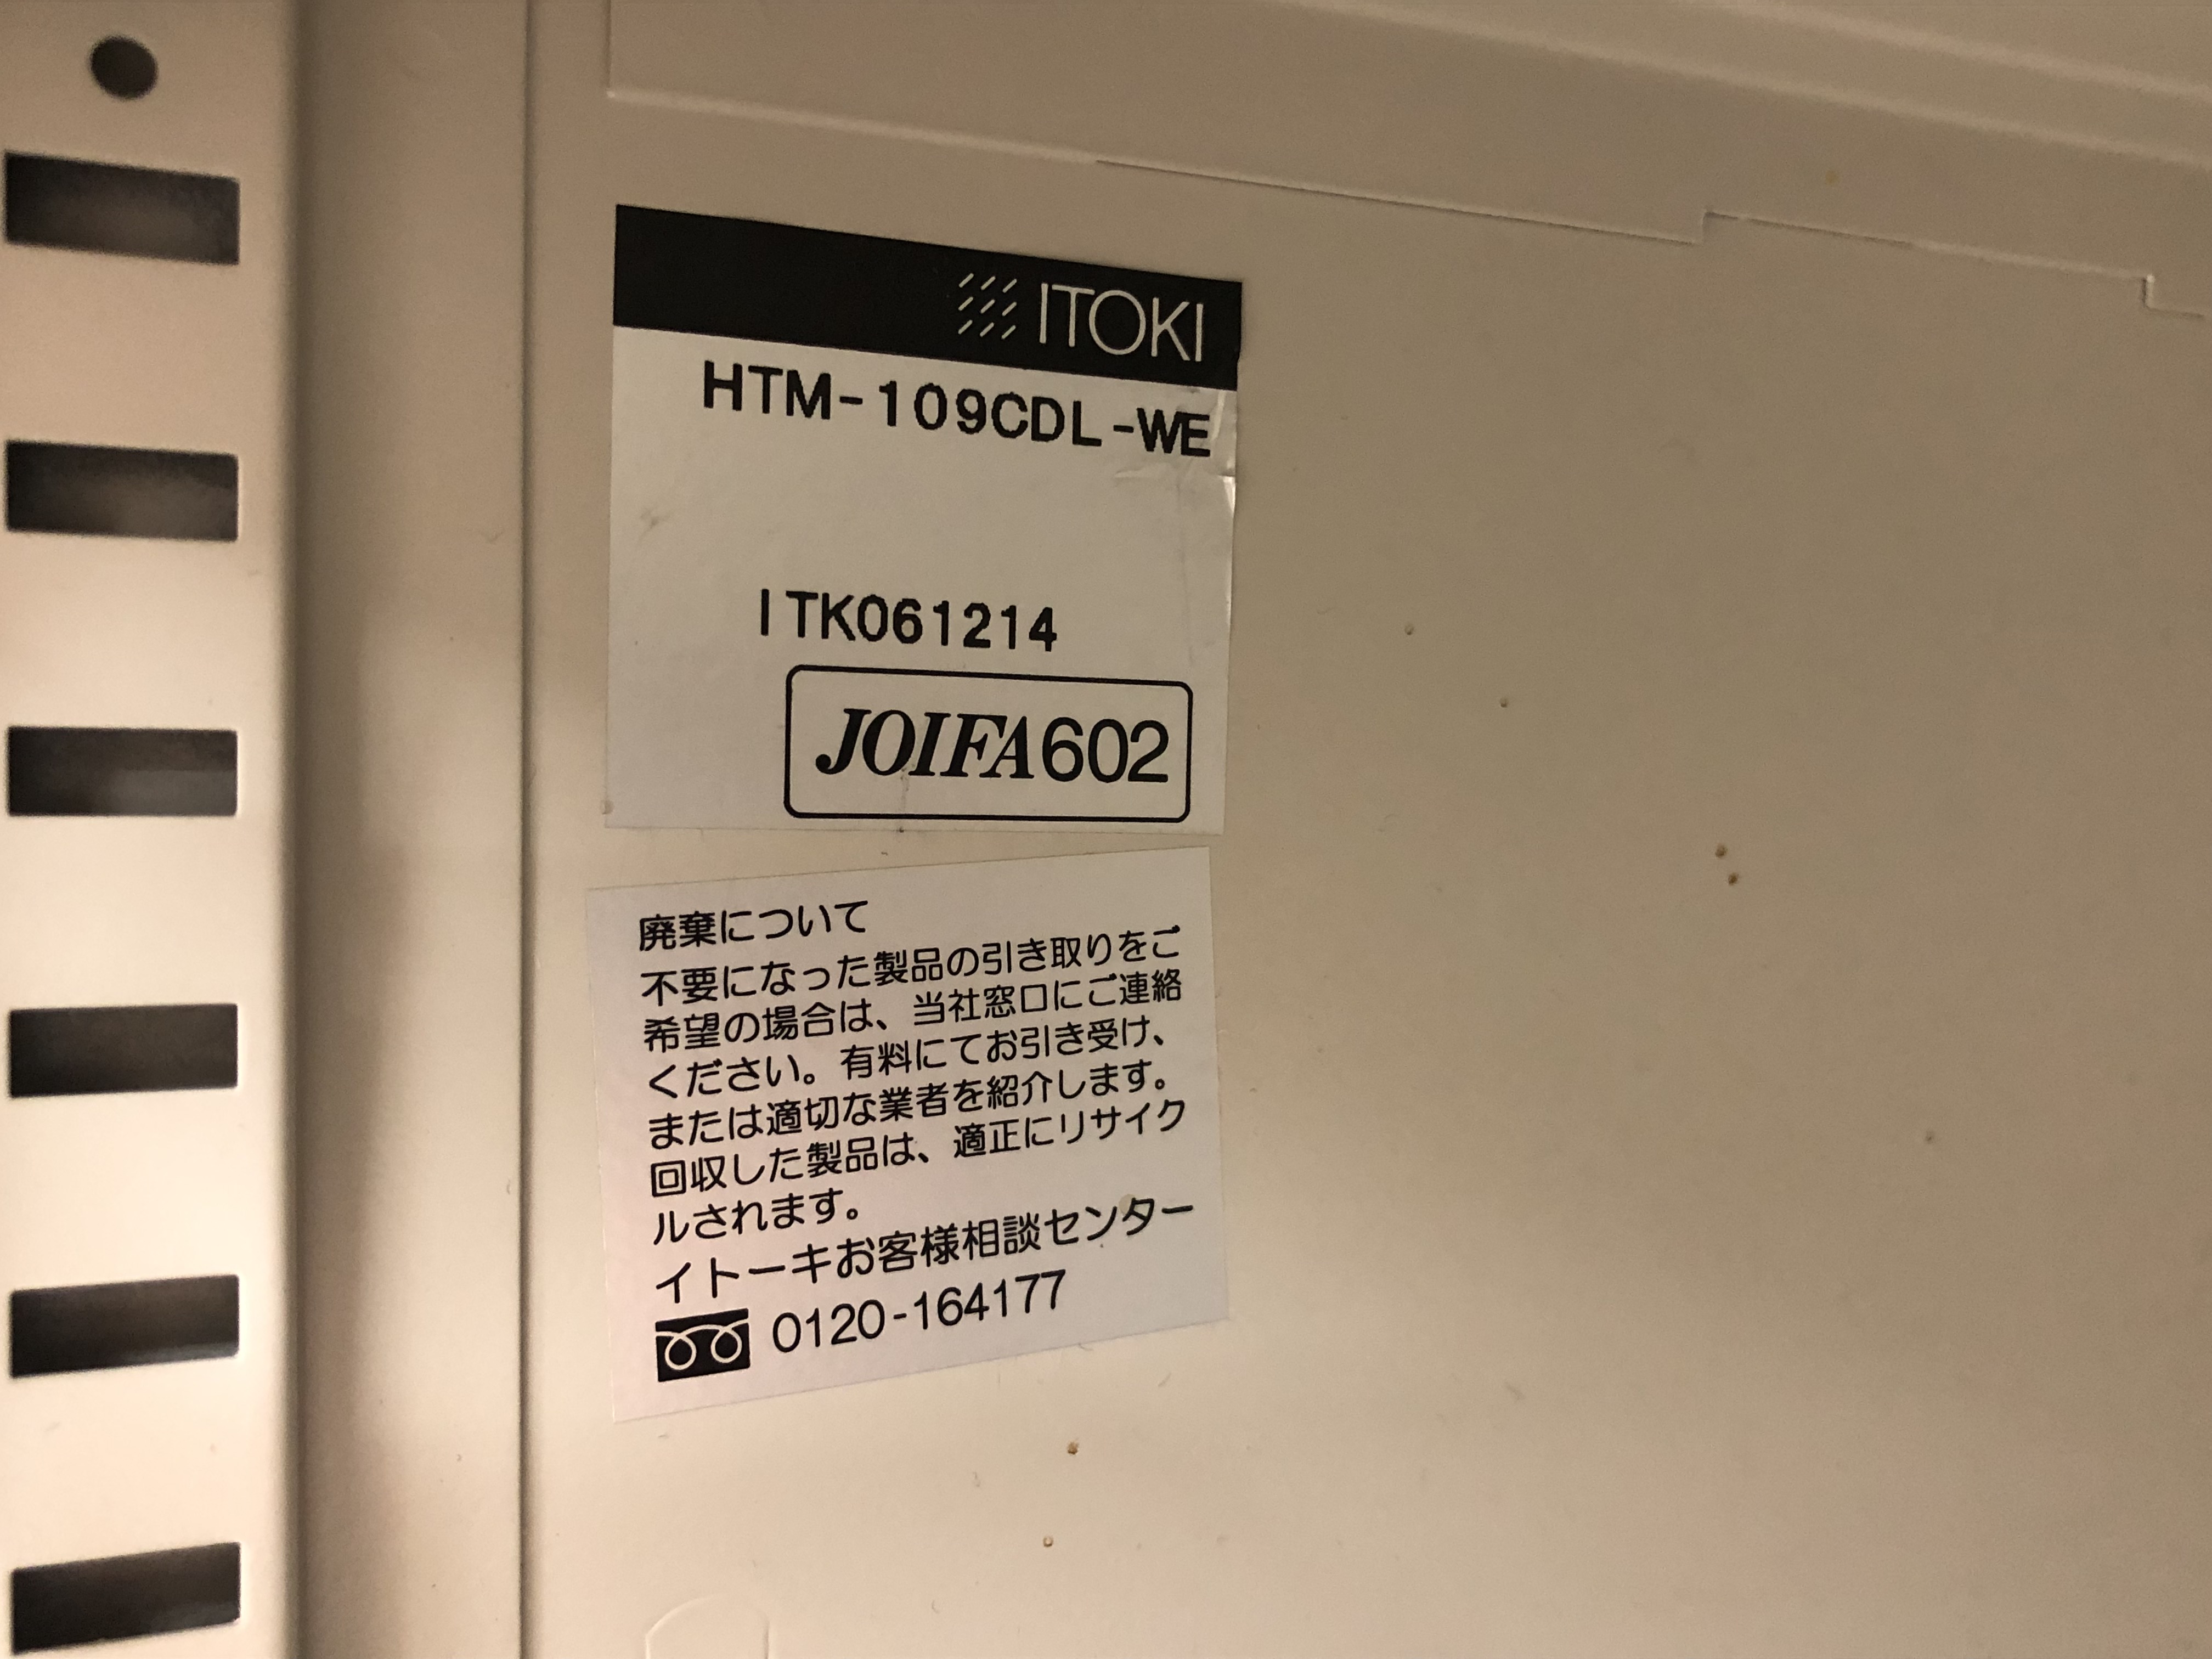 ITOKI
HTM-109CDL-WE
ITK061214
JOIFA602
廃棄について
不要になった製品の引き取りをご
希望の場合は、当社窓口にご連絡
ください。有料にてお引き受け、
または適切な業者を紹介します。
回収した製品は、適正にリサイク
ルされます。
イトーキお客様相談センター
0120-164177